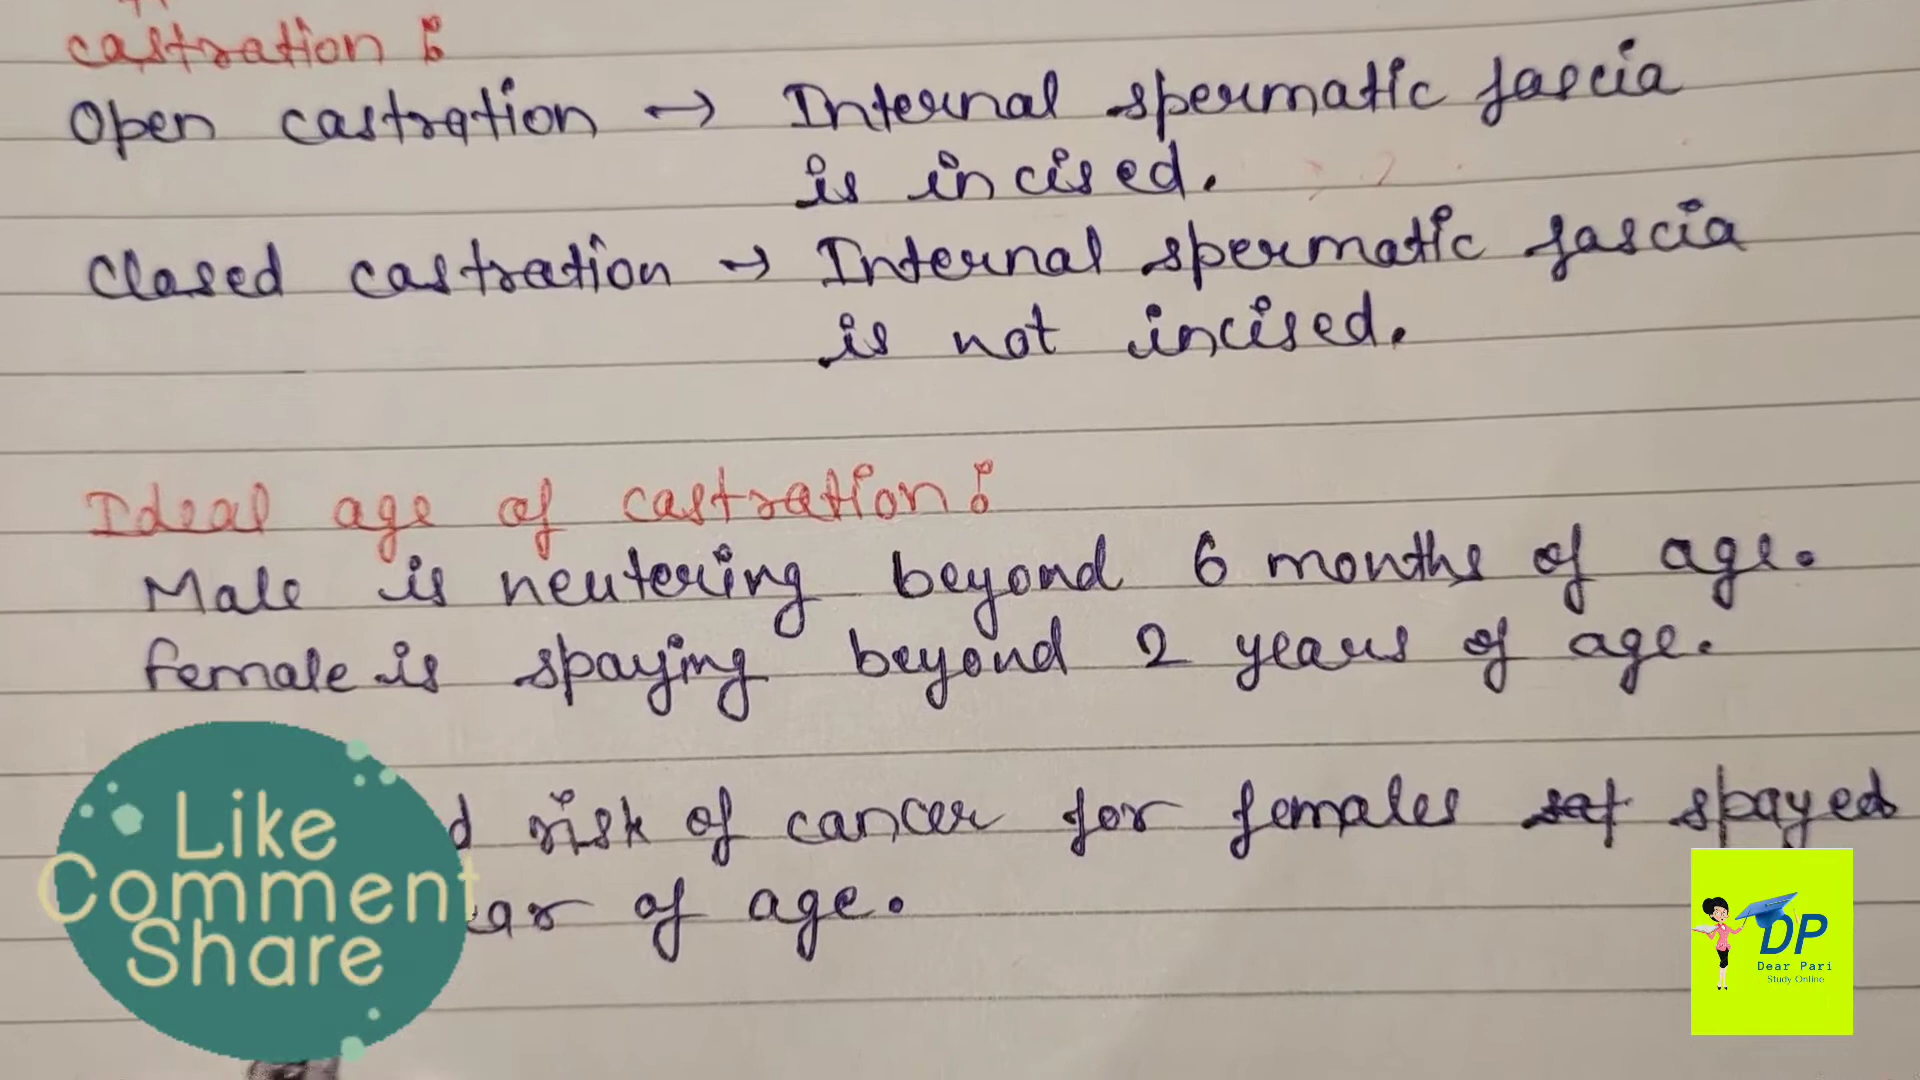 castration :
Open castration → Internal spermatic fascia
is incised.
Closed castration → Internal spermatic fascia
is not incised.
Ideal age of castration :
Male is neutering beyond 6 months of age.
female is spaying beyond 2 years of age.
risk of cancer for females spayed
of age.
Like
Comment
Share
DP
Dear Pari
Study Online